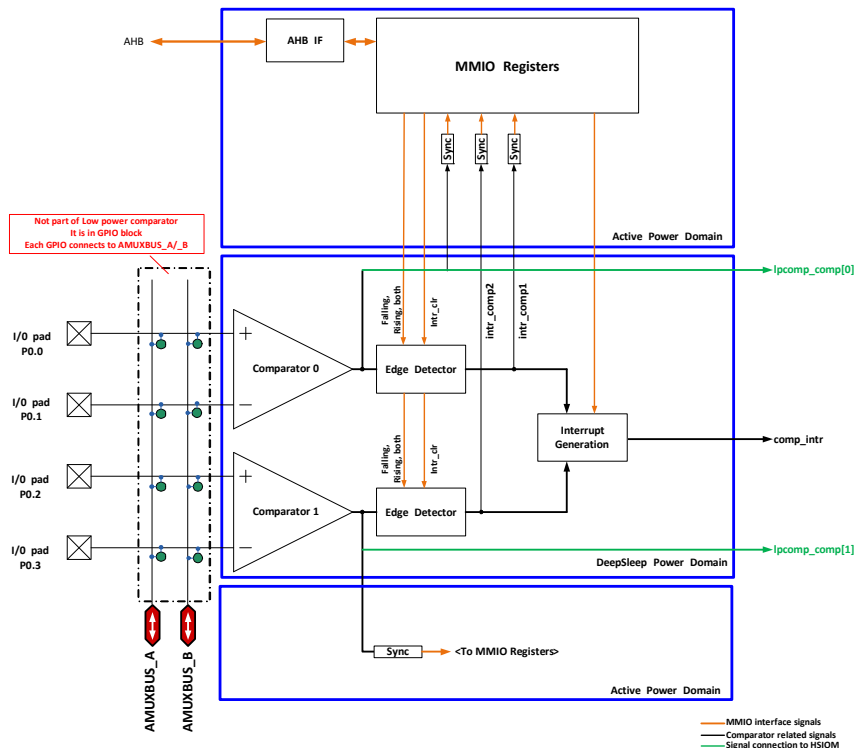 AHB
AHB IF
MMIO Registers
Sync
Sync
Sync
Active Power Domain
Not part of Low power comparator
It is in GPIO block
Each GPIO connects to AMUXBUS_A/_B
lpcomp_comp[0]
Falling,
Rising, both
Intr_clr
intr_comp2
intr_comp1
I/0 pad
P0.0
+
Comparator 0
−
Edge Detector
I/0 pad
P0.1
Interrupt
Generation
comp_intr
Falling,
Rising, both
Intr_clr
I/0 pad
P0.2
+
Comparator 1
−
Edge Detector
I/0 pad
P0.3
lpcomp_comp[1]
DeepSleep Power Domain
AMUXBUS_A
AMUXBUS_B
Sync
<To MMIO Registers>
Active Power Domain
MMIO interface signals
Comparator related signals
Signal connection to HSIOM